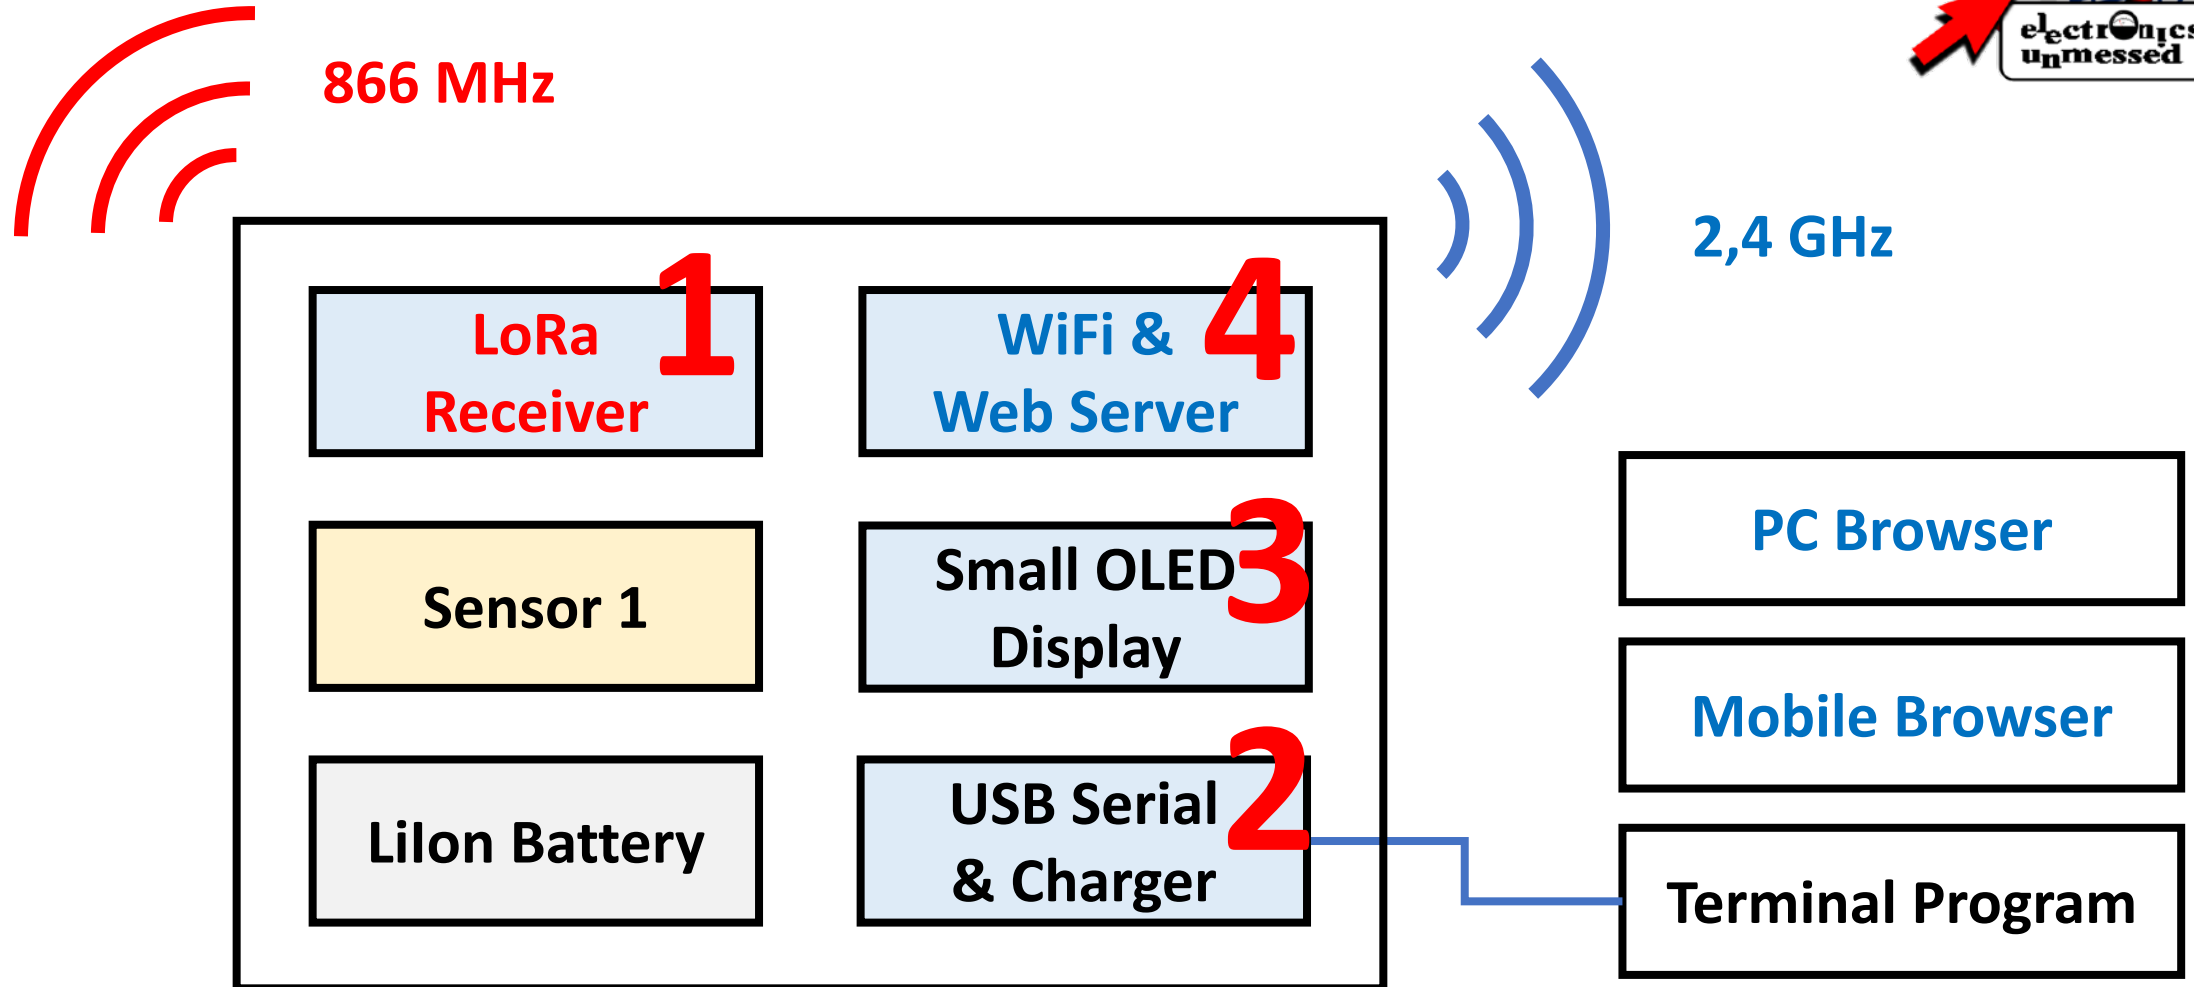 electronics
unmessed
866 MHz
2,4 GHz
LoRa
Receiver
1
WiFi &
Web Server
4
Sensor 1
Small OLED
Display
3
LiIon Battery
USB Serial
& Charger
2
PC Browser
Mobile Browser
Terminal Program